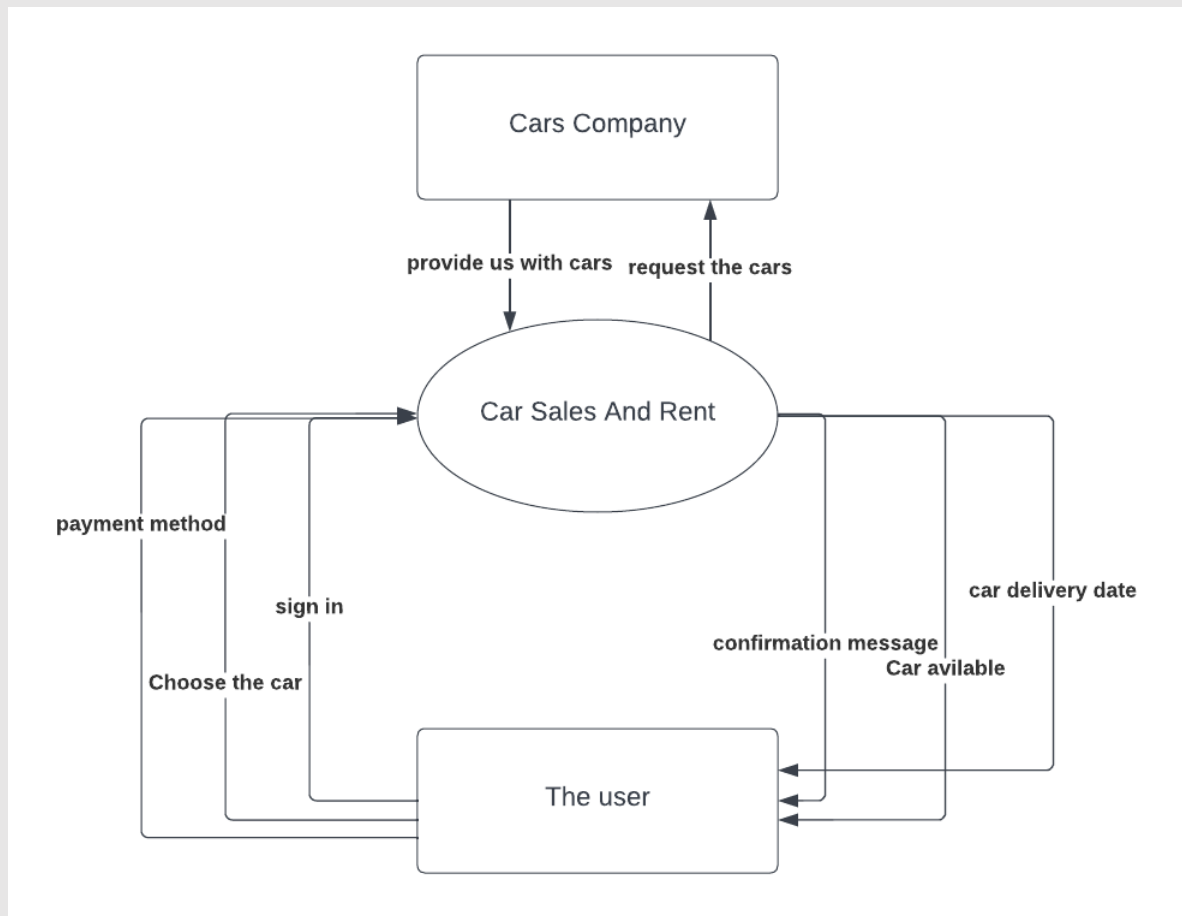 Cars Company
provide us with cars
request the cars
Car Sales And Rent
payment method
sign in
Choose the car
car delivery date
confirmation message
Car avilable
The user